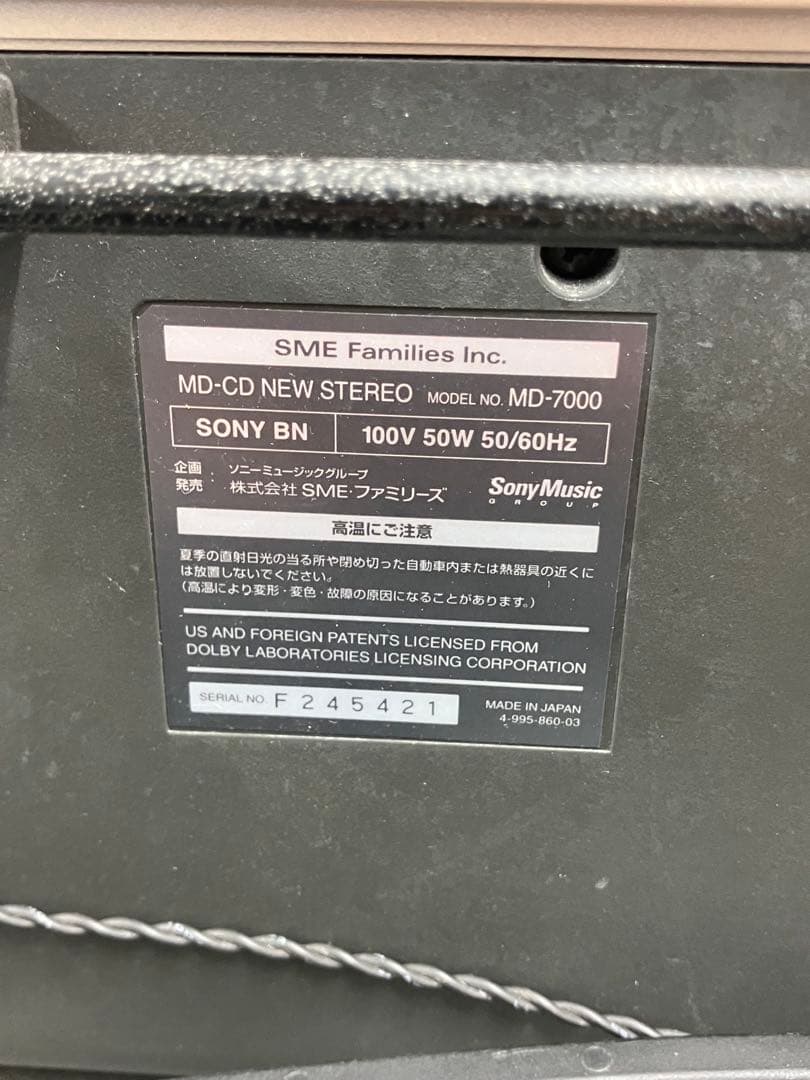 SME Families Inc.
MD-CD NEW STEREO MODEL NO. MD-7000
SONY BN 100V 50W 50/60Hz
企画 ソニーミュージックグループ
発売: 株式会社 SME・ファミリーズ
SonyMusic
GROUP
高温にご注意
夏季の直射日光の当る所や閉め切った自動車内または熱器具の近くに
は放置しないでください。
(高温により変形・変色・故障の原因になることがあります。)
US AND FOREIGN PATENTS LICENSED FROM
DOLBY LABORATORIES LICENSING CORPORATION
SERIAL NO. F 245421
MADE IN JAPAN
4-995-860-03